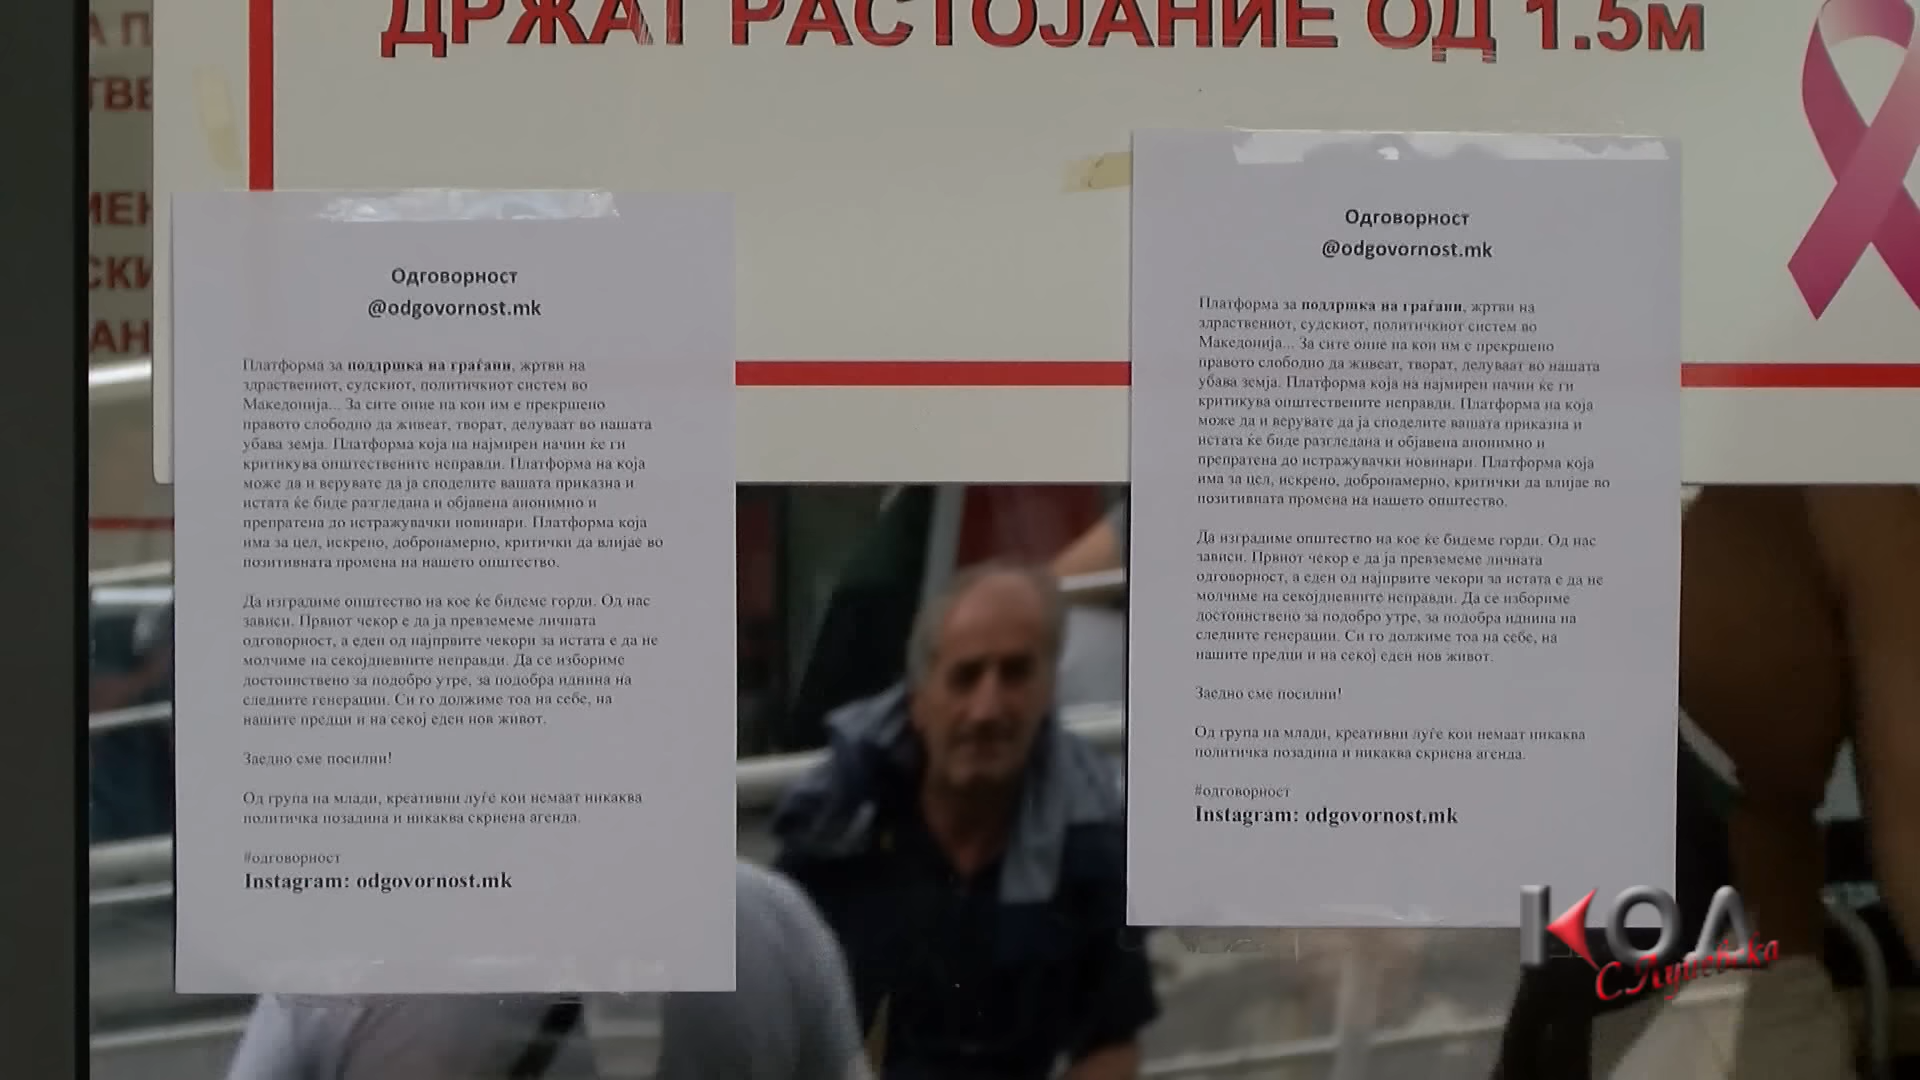 ДРЖАТ РАСТОЈАНИЕ ОД 1.5м
Одговорност
@odgovornost.mk
Платформа за поддршка на граѓани, жртви на
здраствениот, судскиот, политичкиот систем во
Македонија... За сите оние на кои им е прекршено
правото слободно да живеат, творат, делуваат во нашата
убава земја. Платформа која на најмирен начин ќе ги
критикува општествените неправди. Платформа на која
може да и верувате да ја споделите вашата приказна и
истата ќе биде разгледана и објавена анонимно и
препратена до истражувачки новинари. Платформа која
има за цел, искрено, добронамерно, критички да влијае во
позитивната промена на нашето општество.
Да изградиме општество на кое ќе бидеме горди. Од нас
зависи. Првиот чекор е да ја превземеме личната
одговорност, а еден од најпрвите чекори за истата е да не
молчиме на секојдневните неправди. Да се избориме
достоинствено за подобро утре, за подобра иднина на
следните генерации. Си го должиме тоа на себе, на
нашите предци и на секој еден нов живот.
Заедно сме посилни!
Од група на млади, креативни луѓе кои немаат никаква
политичка позадина и никаква скриена агенда.
#одговорност
Instagram: odgovornost.mk
Одговорност
@odgovornost.mk
Платформа за поддршка на граѓани, жртви на
здраствениот, судскиот, политичкиот систем во
Македонија... За сите оние на кои им е прекршено
правото слободно да живеат, творат, делуваат во нашата
убава земја. Платформа која на најмирен начин ќе ги
критикува општествените неправди. Платформа на која
може да и верувате да ја споделите вашата приказна и
истата ќе биде разгледана и објавена анонимно и
препратена до истражувачки новинари. Платформа која
има за цел, искрено, добронамерно, критички да влијае во
позитивната промена на нашето општество.
Да изградиме општество на кое ќе бидеме горди. Од нас
зависи. Првиот чекор е да ја превземеме личната
одговорност, а еден од најпрвите чекори за истата е да не
молчиме на секојдневните неправди. Да се избориме
достоинствено за подобро утре, за подобра иднина на
следните генерации. Си го должиме тоа на себе, на
нашите предци и на секој еден нов живот.
Заедно сме посилни!
Од група на млади, креативни луѓе кои немаат никаква
политичка позадина и никаква скриена агенда.
#одговорност
Instagram: odgovornost.mk
КОД